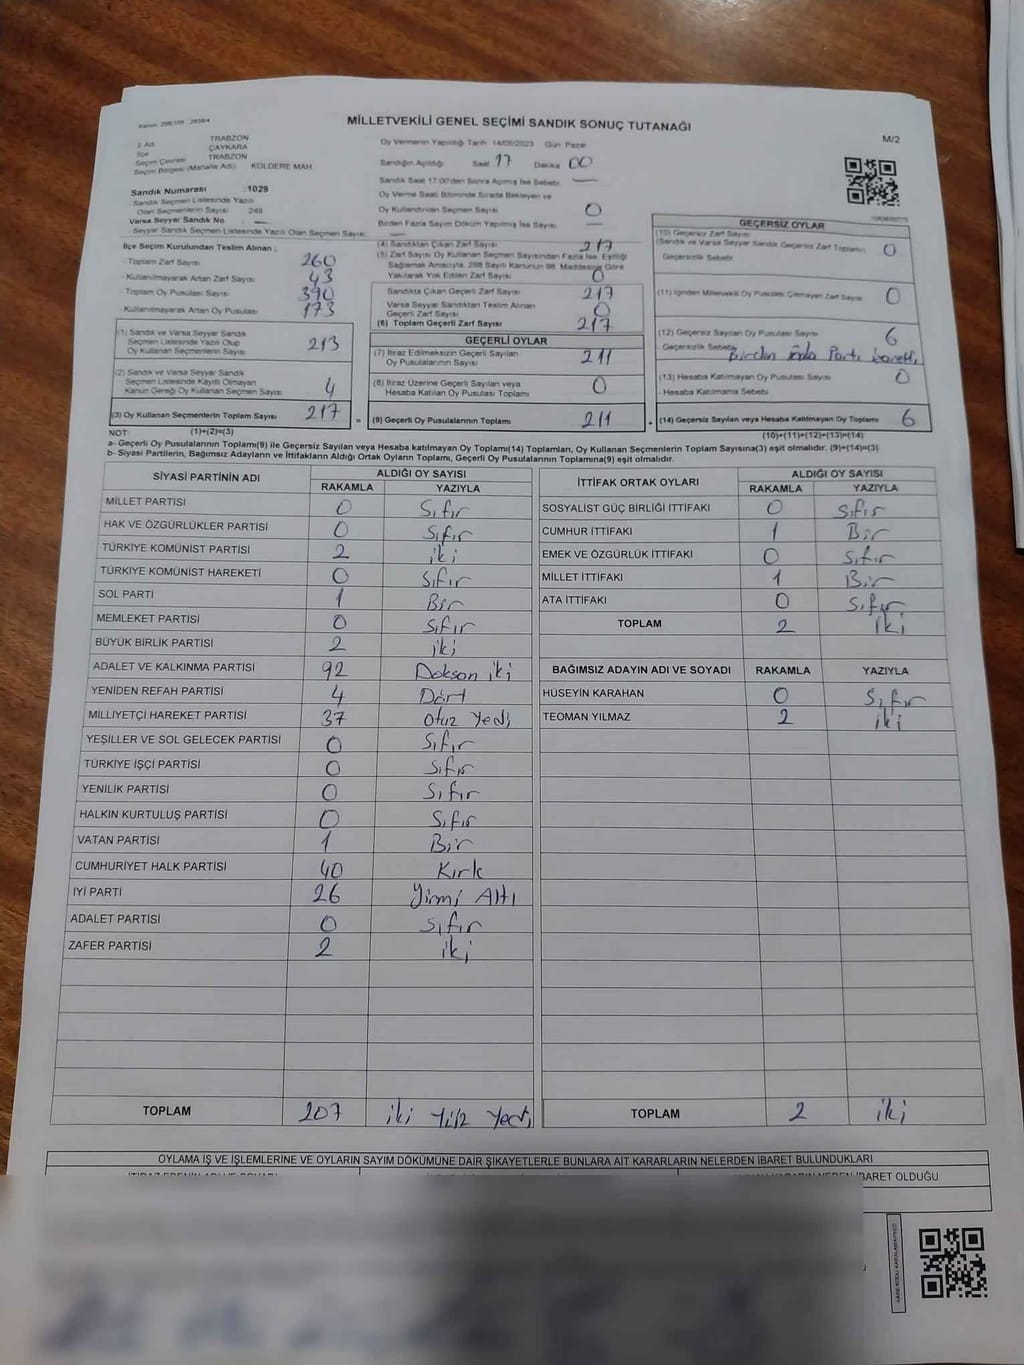 MİLLETVEKİLİ GENEL SEÇİMİ SANDIK SONUÇ TUTANAĞI
M/2
İl Adı TRABZON
İlçe ÇAYKARA
Seçim Çevresi TRABZON
Seçim Bölgesi (Mahalle Adı) KÖLDERE MAH
Sandık Numarası : 1029
Sandık Seçmen Listesinde Yazılı
Olan Seçmenlerin Sayısı 249
Varsa Seyyar Sandık No —
Seyyar Sandık Seçmen Listesinde Yazılı Olan Seçmen Sayısı —
İlçe Seçim Kurulundan Teslim Alınan ;
- Toplam Zarf Sayısı 260
- Kullanılmayarak Artan Zarf Sayısı 43
- Toplam Oy Pusulası Sayısı 390
- Kullanılmayarak Artan Oy Pusulası 173
(1) Sandık ve Varsa Seyyar Sandık
Seçmen Listesinde Yazılı Olup
Oy Kullanan Seçmenlerin Sayısı 213
(2) Sandık ve Varsa Seyyar Sandık
Seçmen Listesinde Kayıtlı Olmayan
Kanun Gereği Oy Kullanan Seçmen Sayısı 4
(3) Oy Kullanan Seçmenlerin Toplam Sayısı 217
Oy Vermenin Yapıldığı Tarih 14/05/2023 Gün Pazar
Sandığın Açıldığı Saat 17 Dakika 00
Sandık Saat 17:00'den Sonra Açılmış İse Sebebi —
Oy Verme Saati Bitiminde Sırada Bekleyen ve
Oy Kullandırılan Seçmen Sayısı 0
Birden Fazla Sayım Döküm Yapılmış İse Sayısı —
(4) Sandıktan Çıkan Zarf Sayısı 217
(5) Zarf Sayısı Oy Kullanan Seçmen Sayısından Fazla İse, Eşitliği
Sağlamak Amacıyla, 298 Sayılı Kanunun 98. Maddesine Göre
Yakılarak Yok Edilen Zarf Sayısı 0
Sandıkta Çıkan Geçerli Zarf Sayısı 217
Varsa Seyyar Sandıktan Teslim Alınan
Geçerli Zarf Sayısı 0
(6) Toplam Geçerli Zarf Sayısı 217
GEÇERLİ OYLAR
(7) İtiraz Edilmeksizin Geçerli Sayılan
Oy Pusulalarının Sayısı 211
(8) İtiraz Üzerine Geçerli Sayılan veya
Hesaba Katılan Oy Pusulası Toplamı 0
= (9) Geçerli Oy Pusulalarının Toplamı 211
GEÇERSİZ OYLAR
(10) Geçersiz Zarf Sayısı
(Sandık ve Varsa Seyyar Sandık Geçersiz Zarf Toplamı) 0
Geçersizlik Sebebi
(11) İçinden Milletvekili Oy Pusulası Çıkmayan Zarf Sayısı 0
(12) Geçersiz Sayılan Oy Pusulası Sayısı 6
Geçersizlik Sebebi Birden Parti
(13) Hesaba Katılmayan Oy Pusulası Sayısı 0
Hesaba Katılmama Sebebi
+ (14) Geçersiz Sayılan veya Hesaba Katılmayan Oy Toplamı 6
NOT: (1)+(2)=(3) (10)+(11)+(12)+(13)=(14)
a- Geçerli Oy Pusulalarının Toplamı(9) ile Geçersiz Sayılan veya Hesaba katılmayan Oy Toplamı(14) Toplamları, Oy Kullanan Seçmenlerin Toplam Sayısına(3) eşit olmalıdır. (9)+(14)=(3)
b- Siyasi Partilerin, Bağımsız Adayların ve İttifakların Aldığı Ortak Oyların Toplamı, Geçerli Oy Pusulalarının Toplamına(9) eşit olmalıdır.
SİYASİ PARTİNİN ADI ALDIĞI OY SAYISI
RAKAMLA YAZIYLA
MİLLET PARTİSİ 0 Sıfır
HAK VE ÖZGÜRLÜKLER PARTİSİ 0 Sıfır
TÜRKİYE KOMÜNİST PARTİSİ 2 iki
TÜRKİYE KOMÜNİST HAREKETİ 0 Sıfır
SOL PARTİ 1 Bir
MEMLEKET PARTİSİ 0 Sıfır
BÜYÜK BİRLİK PARTİSİ 2 iki
ADALET VE KALKINMA PARTİSİ 92 Doksan iki
YENİDEN REFAH PARTİSİ 4 Dört
MİLLİYETÇİ HAREKET PARTİSİ 37 Otuz Yedi
YEŞİLLER VE SOL GELECEK PARTİSİ 0 Sıfır
TÜRKİYE İŞÇİ PARTİSİ 0 Sıfır
YENİLİK PARTİSİ 0 Sıfır
HALKIN KURTULUŞ PARTİSİ 0 Sıfır
VATAN PARTİSİ 1 Bir
CUMHURİYET HALK PARTİSİ 40 Kırk
İYİ PARTİ 26 Yirmi Altı
ADALET PARTİSİ 0 Sıfır
ZAFER PARTİSİ 2 iki
TOPLAM 207 iki Yüz Yedi
İTTİFAK ORTAK OYLARI ALDIĞI OY SAYISI
RAKAMLA YAZIYLA
SOSYALİST GÜÇ BİRLİĞİ İTTİFAKI 0 Sıfır
CUMHUR İTTİFAKI 1 Bir
EMEK VE ÖZGÜRLÜK İTTİFAKI 0 Sıfır
MİLLET İTTİFAKI 1 Bir
ATA İTTİFAKI 0 Sıfır
TOPLAM 2 iki
BAĞIMSIZ ADAYIN ADI VE SOYADI RAKAMLA YAZIYLA
HÜSEYİN KARAHAN 0 Sıfır
TEOMAN YILMAZ 2 iki
TOPLAM 2 iki
OYLAMA İŞ VE İŞLEMLERİNE VE OYLARIN SAYIM DÖKÜMÜNE DAİR ŞİKAYETLERLE BUNLARA AİT KARARLARIN NELERDEN İBARET BULUNDUKLARI
İBARET OLDUĞU